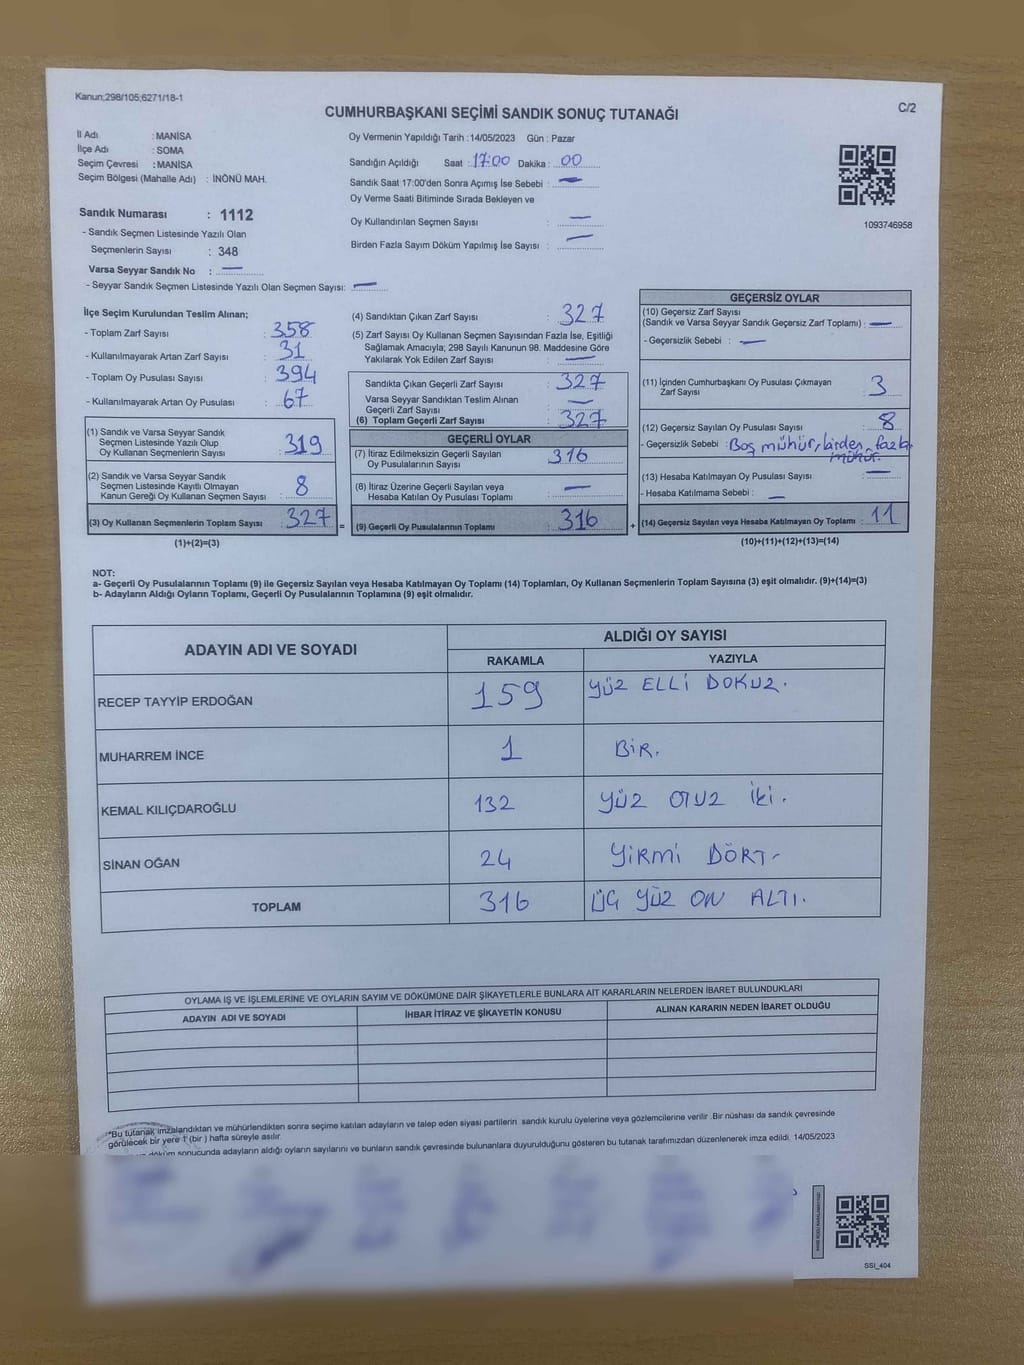 Kanun;298/105;6271/18-1
CUMHURBAŞKANI SEÇİMİ SANDIK SONUÇ TUTANAĞI
C/2
İl Adı : MANİSA
İlçe Adı : SOMA
Seçim Çevresi : MANİSA
Seçim Bölgesi (Mahalle Adı) : İNÖNÜ MAH.
Sandık Numarası : 1112
- Sandık Seçmen Listesinde Yazılı Olan
Seçmenlerin Sayısı : 348
Varsa Seyyar Sandık No : —
- Seyyar Sandık Seçmen Listesinde Yazılı Olan Seçmen Sayısı: —
Oy Vermenin Yapıldığı Tarih : 14/05/2023 Gün : Pazar
Sandığın Açıldığı Saat : 17:00 Dakika : 00
Sandık Saat 17:00'den Sonra Açımış İse Sebebi : —
Oy Verme Saati Bitiminde Sırada Bekleyen ve
Oy Kullandırılan Seçmen Sayısı : —
Birden Fazla Sayım Döküm Yapılmış İse Sayısı : —
1093746958
İlçe Seçim Kurulundan Teslim Alınan;
- Toplam Zarf Sayısı : 358
- Kullanılmayarak Artan Zarf Sayısı : 31
- Toplam Oy Pusulası Sayısı : 394
- Kullanılmayarak Artan Oy Pusulası : 67
(1) Sandık ve Varsa Seyyar Sandık
Seçmen Listesinde Yazılı Olup
Oy Kullanan Seçmenlerin Sayısı : 319
(2) Sandık ve Varsa Seyyar Sandık
Seçmen Listesinde Kayıtlı Olmayan
Kanun Gereği Oy Kullanan Seçmen Sayısı : 8
(3) Oy Kullanan Seçmenlerin Toplam Sayısı : 327 =
(1)+(2)=(3)
(4) Sandıktan Çıkan Zarf Sayısı : 327
(5) Zarf Sayısı Oy Kullanan Seçmen Sayısından Fazla İse, Eşitliği
Sağlamak Amacıyla; 298 Sayılı Kanunun 98. Maddesine Göre
Yakılarak Yok Edilen Zarf Sayısı : —
Sandıkta Çıkan Geçerli Zarf Sayısı : 327
Varsa Seyyar Sandıktan Teslim Alınan
Geçerli Zarf Sayısı : —
(6) Toplam Geçerli Zarf Sayısı : 327
GEÇERLİ OYLAR
(7) İtiraz Edilmeksizin Geçerli Sayılan
Oy Pusulalarının Sayısı : 316
(8) İtiraz Üzerine Geçerli Sayılan veya
Hesaba Katılan Oy Pusulası Toplamı : —
(9) Geçerli Oy Pusulalarının Toplamı : 316 +
GEÇERSİZ OYLAR
(10) Geçersiz Zarf Sayısı
(Sandık ve Varsa Seyyar Sandık Geçersiz Zarf Toplamı) : —
- Geçersizlik Sebebi : —
(11) İçinden Cumhurbaşkanı Oy Pusulası Çıkmayan
Zarf Sayısı : 3
(12) Geçersiz Sayılan Oy Pusulası Sayısı : 8
- Geçersizlik Sebebi : Boş mühür, birden fazla
mühür.
(13) Hesaba Katılmayan Oy Pusulası Sayısı : —
- Hesaba Katılmama Sebebi : —
(14) Geçersiz Sayılan veya Hesaba Katılmayan Oy Toplamı : 11
(10)+(11)+(12)+(13)=(14)
NOT:
a- Geçerli Oy Pusulalarının Toplamı (9) ile Geçersiz Sayılan veya Hesaba Katılmayan Oy Toplamı (14) Toplamları, Oy Kullanan Seçmenlerin Toplam Sayısına (3) eşit olmalıdır. (9)+(14)=(3)
b- Adayların Aldığı Oyların Toplamı, Geçerli Oy Pusulalarının Toplamına (9) eşit olmalıdır.
ADAYIN ADI VE SOYADI ALDIĞI OY SAYISI
RAKAMLA YAZIYLA
RECEP TAYYİP ERDOĞAN 159 YÜZ ELLİ DOKUZ.
MUHARREM İNCE 1 BİR.
KEMAL KILIÇDAROĞLU 132 YÜZ OTUZ İKİ.
SİNAN OĞAN 24 YİRMİ DÖRT.
TOPLAM 316 ÜÇ YÜZ ON ALTI.
OYLAMA İŞ VE İŞLEMLERİNE VE OYLARIN SAYIM VE DÖKÜMÜNE DAİR ŞİKAYETLERLE BUNLARA AİT KARARLARIN NELERDEN İBARET BULUNDUKLARI
ADAYIN ADI VE SOYADI İHBAR İTİRAZ VE ŞİKAYETİN KONUSU ALINAN KARARIN NEDEN İBARET OLDUĞU
*Bu tutanak imzalandıktan ve mühürlendikten sonra seçime katılan adayların ve talep eden siyasi partilerin sandık kurulu üyelerine veya gözlemcilerine verilir .Bir nüshası da sandık çevresinde
görülecek bir yere 1 (bir ) hafta süreyle asılır.
döküm sonucunda adayların aldığı oyların sayılarını ve bunların sandık çevresinde bulunanlara duyurulduğunu gösteren bu tutanak tarafımızdan düzenlenerek imza edildi. 14/05/2023
SSI_404